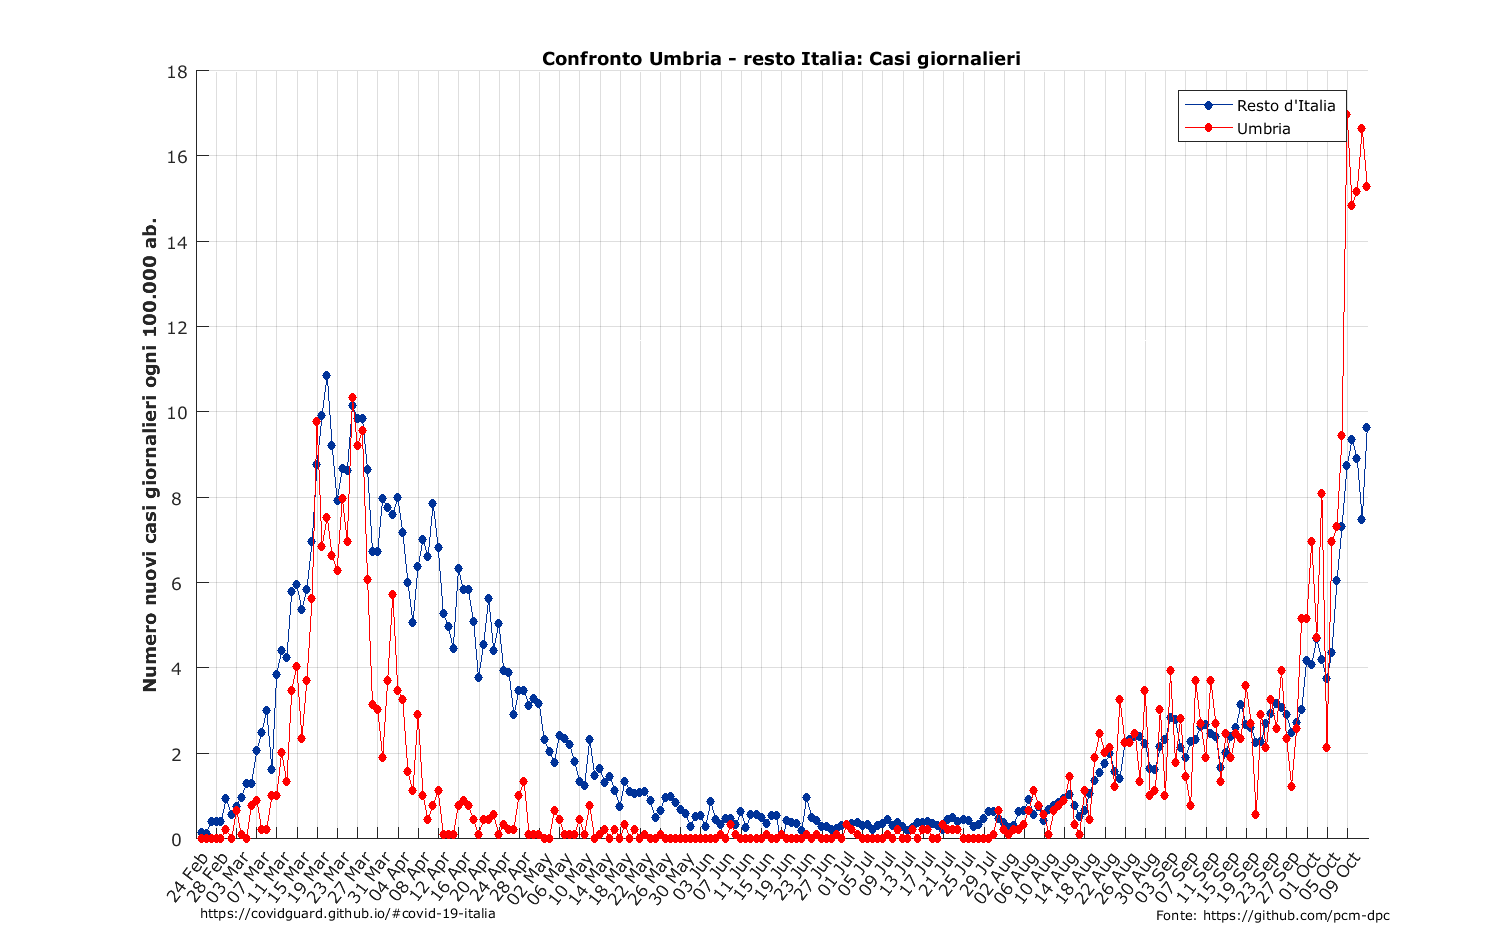 Confronto Umbria - resto Italia: Casi giornalieri
Resto d'Italia
Umbria
Numero nuovi casi giornalieri ogni 100.000 ab.
18
16
14
12
10
8
6
4
2
0
24 Feb
28 Feb
03 Mar
07 Mar
11 Mar
15 Mar
19 Mar
23 Mar
27 Mar
31 Mar
04 Apr
08 Apr
12 Apr
16 Apr
20 Apr
24 Apr
28 Apr
02 May
06 May
10 May
14 May
18 May
22 May
26 May
30 May
03 Jun
07 Jun
11 Jun
15 Jun
19 Jun
23 Jun
27 Jun
01 Jul
05 Jul
09 Jul
13 Jul
17 Jul
21 Jul
25 Jul
29 Jul
02 Aug
06 Aug
10 Aug
14 Aug
18 Aug
22 Aug
26 Aug
30 Aug
03 Sep
07 Sep
11 Sep
15 Sep
19 Sep
23 Sep
27 Sep
01 Oct
05 Oct
09 Oct
https://covidguard.github.io/#covid-19-italia
Fonte: https://github.com/pcm-dpc